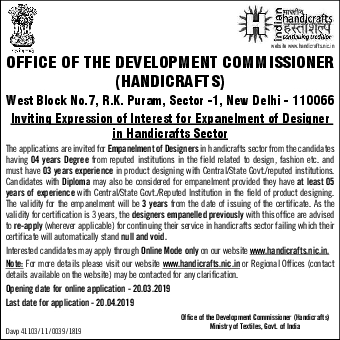 indian
भारतीय
handicrafts
हस्तशिल्प
continuing tradition
website www.handicrafts.nic.in
OFFICE OF THE DEVELOPMENT COMMISSIONER
(HANDICRAFTS)
West Block No.7, R.K. Puram, Sector -1, New Delhi - 110066
Inviting Expression of Interest for Expanelment of Designer
in Handicrafts Sector
The applications are invited for Empanelment of Designers in handicrafts sector from the candidates
having 04 years Degree from reputed institutions in the field related to design, fashion etc. and
must have 03 years experience in product designing with Central/State Govt./reputed institutions.
Candidates with Diploma may also be considered for empanelment provided they have at least 05
years of experience with Central/State Govt./Reputed Institution in the field of product designing.
The validity for the empanelment will be 3 years from the date of issuing of the certificate. As the
validity for certification is 3 years, the designers empanelled previously with this office are advised
to re-apply (wherever applicable) for continuing their service in handicrafts sector failing which their
certificate will automatically stand null and void.
Interested candidates may apply through Online Mode only on our website www.handicrafts.nic.in.
Note: For more details please visit our website www.handicrafts.nic.in or Regional Offices (contact
details available on the website) may be contacted for any clarification.
Opening date for online application - 20.03.2019
Last date for application - 20.04.2019
Office of the Development Commissioner (Handicrafts)
Ministry of Textiles, Govt. of India
Davp 41103/11/0039/1819